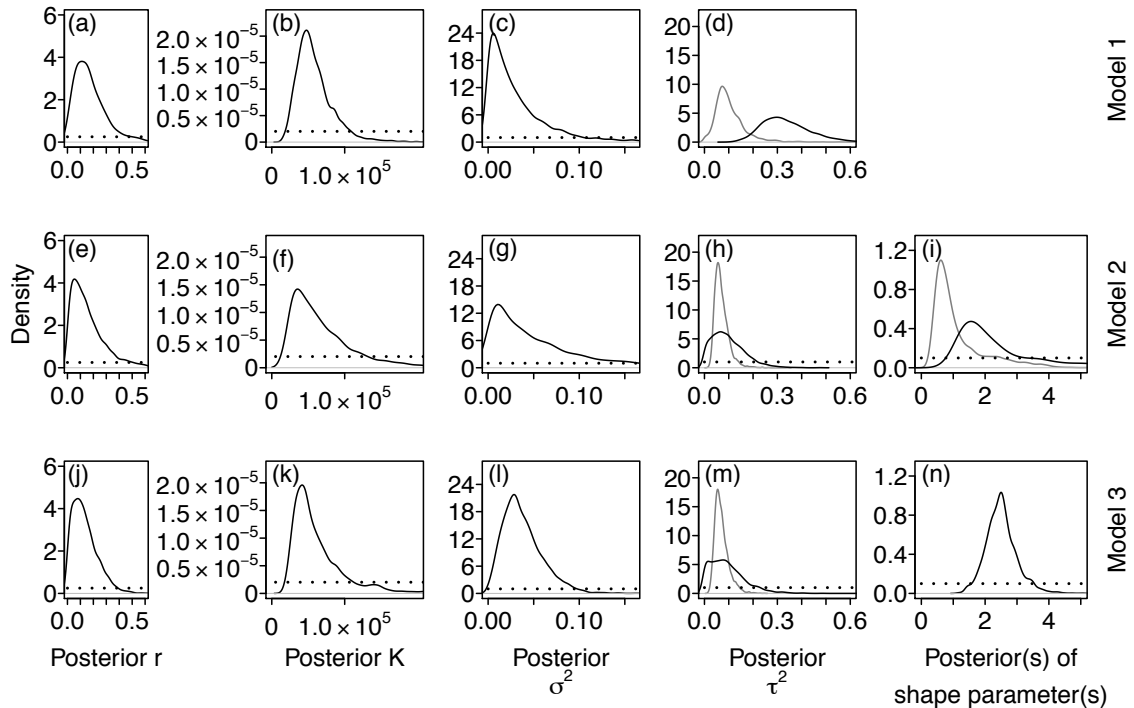 (a) (b) (c) (d)
6
4
2
0
0.0 0.5
2.0 × 10⁻⁵
1.5 × 10⁻⁵
1.0 × 10⁻⁵
0.5 × 10⁻⁵
0
0 1.0 × 10⁵
24
18
12
6
0
0.00 0.10
20
15
10
5
0
0.0 0.3 0.6
Model 1
(e) (f) (g) (h) (i)
Density
6
4
2
0
0.0 0.5
2.0 × 10⁻⁵
1.5 × 10⁻⁵
1.0 × 10⁻⁵
0.5 × 10⁻⁵
0 1.0 × 10⁵
24
18
12
6
0
0.00 0.10
20
15
10
5
0
0.0 0.3 0.6
1.2
0.8
0.4
0.0
0 2 4
Model 2
(j) (k) (l) (m) (n)
6
4
2
0
0.0 0.5
2.0 × 10⁻⁵
1.5 × 10⁻⁵
1.0 × 10⁻⁵
0.5 × 10⁻⁵
0 1.0 × 10⁵
24
18
12
6
0
0.00 0.10
20
15
10
5
0
0.0 0.3 0.6
1.2
0.8
0.4
0.0
0 2 4
Model 3
Posterior r
Posterior K
Posterior
σ²
Posterior
τ²
Posterior(s) of
shape parameter(s)